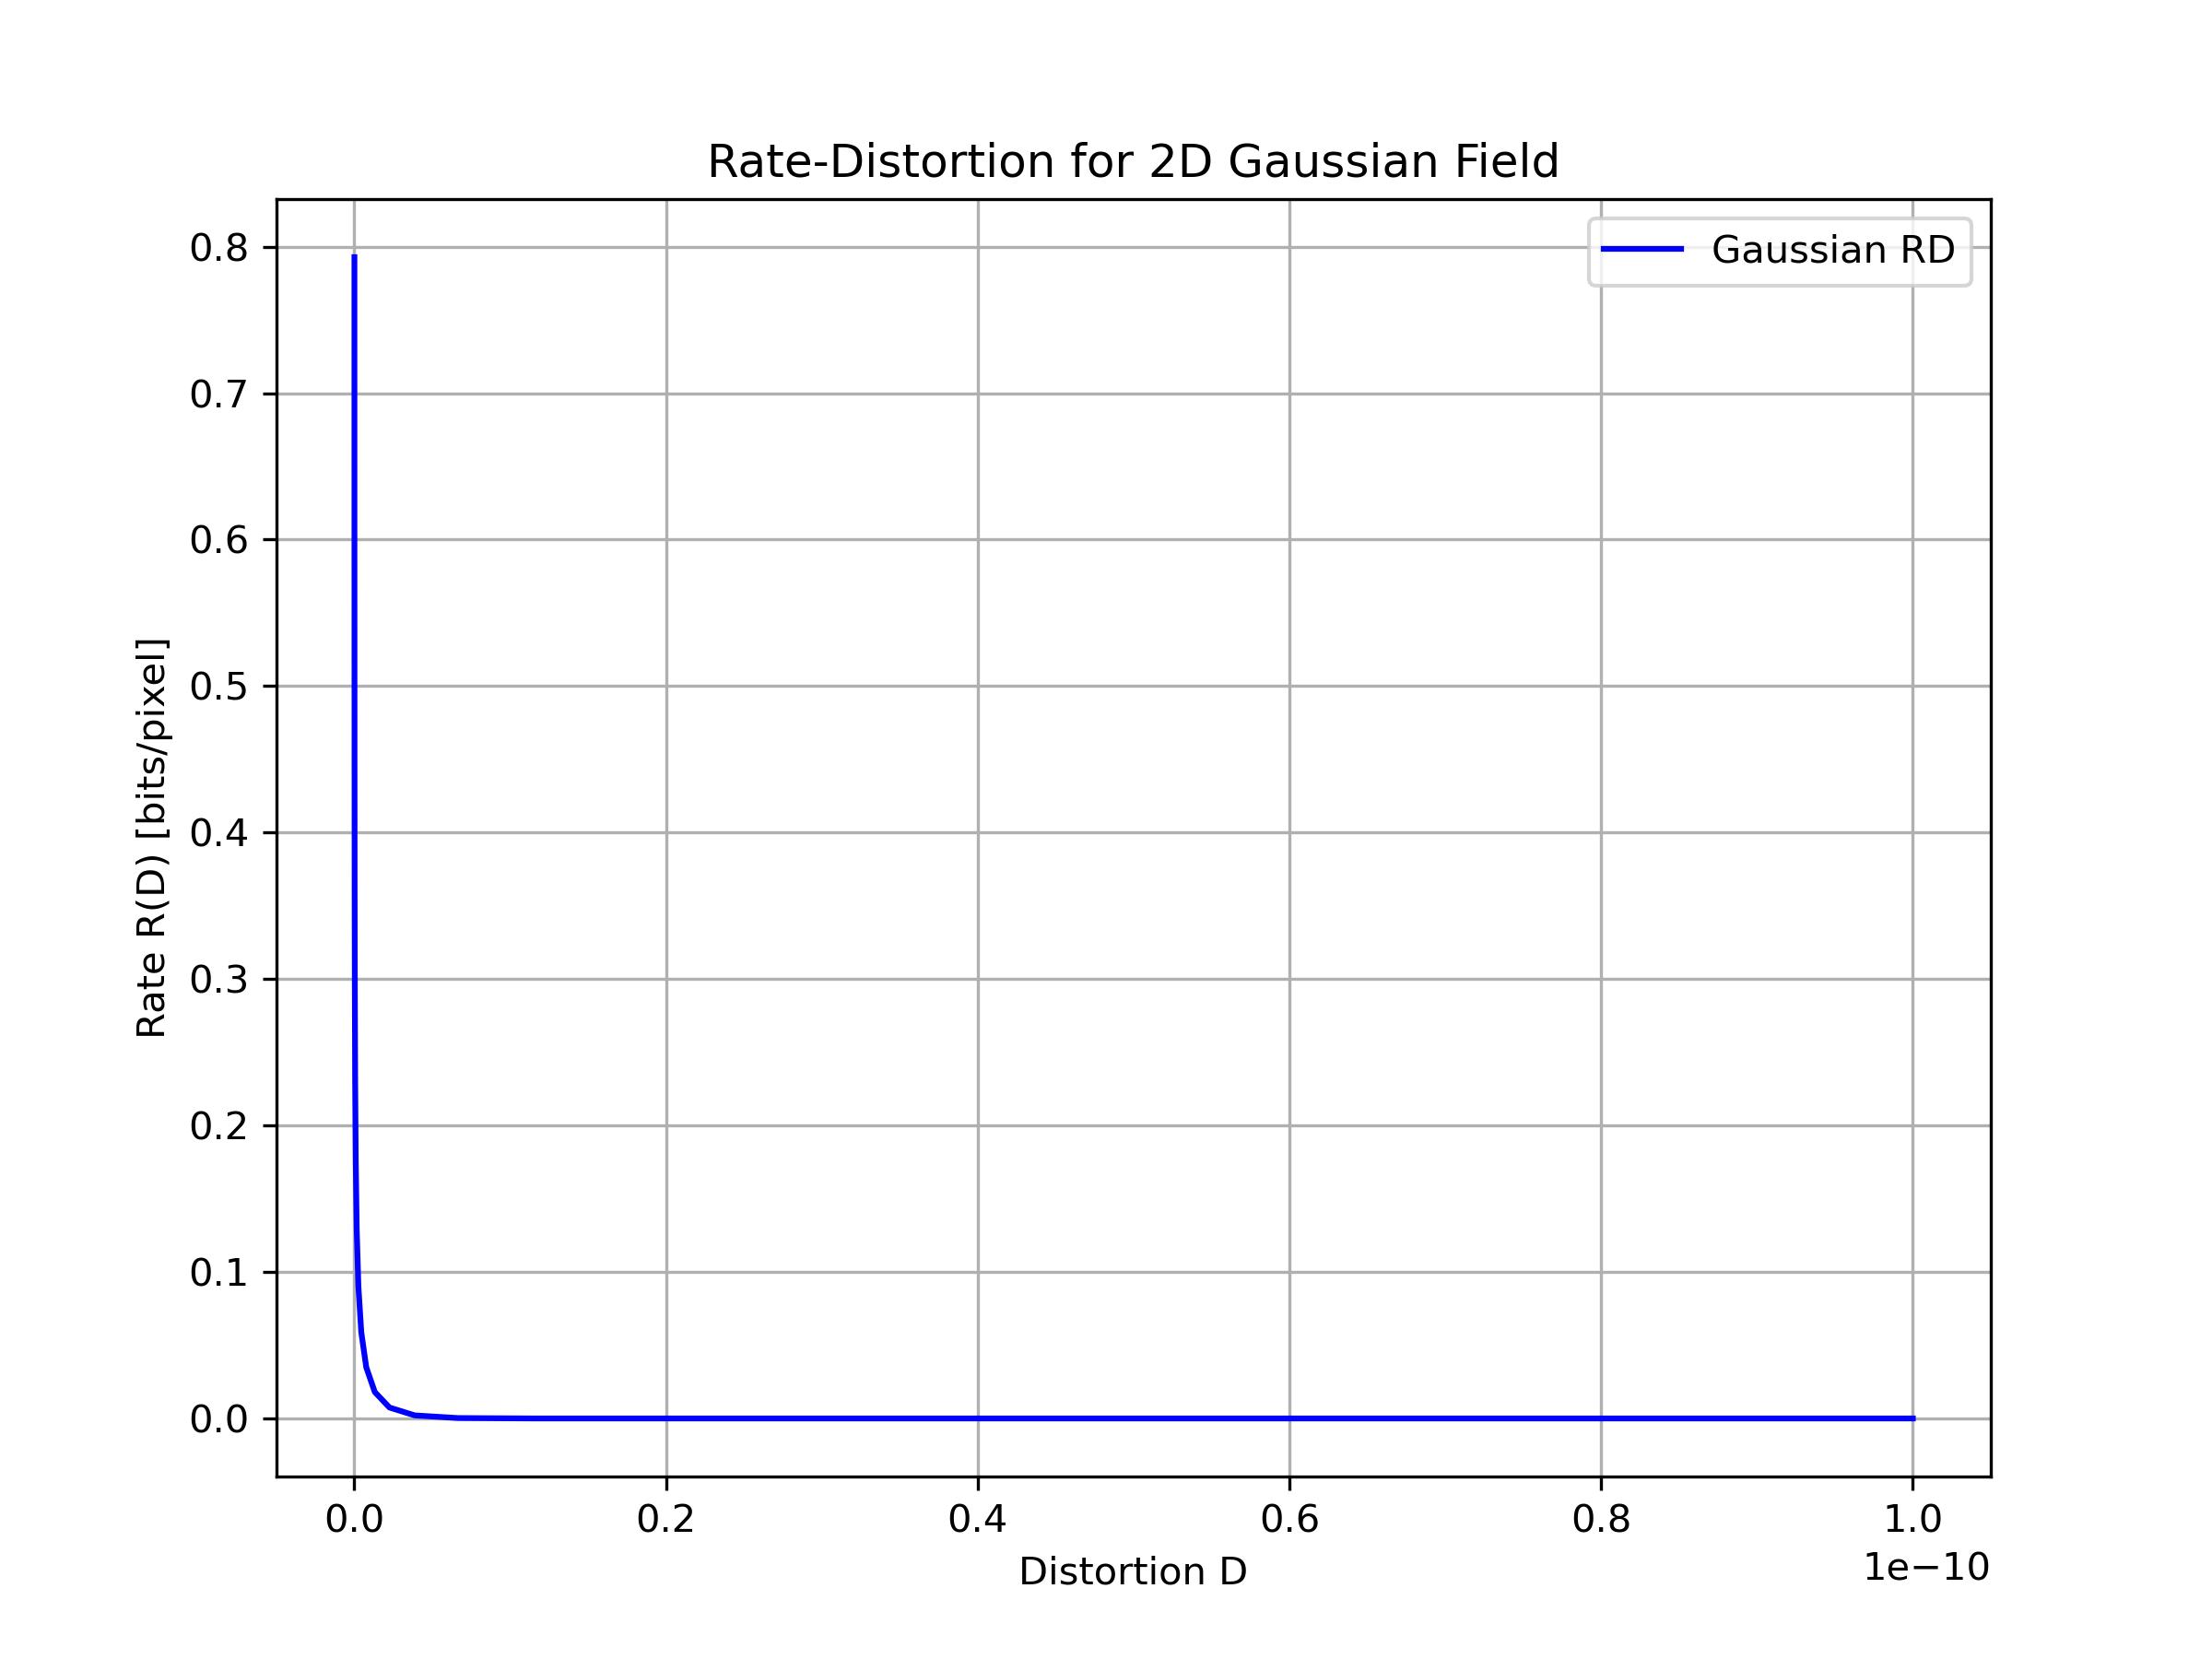 Rate-Distortion for 2D Gaussian Field
Gaussian RD
Rate R(D) [bits/pixel]
0.8
0.7
0.6
0.5
0.4
0.3
0.2
0.1
0.0
0.0 0.2 0.4 0.6 0.8 1.0
1e−10
Distortion D